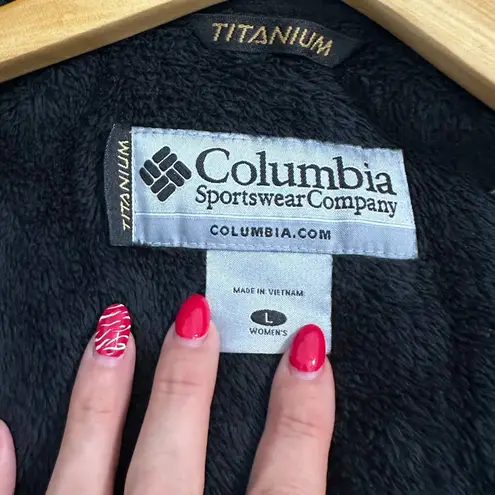 TITANIUM
TITANIUM
Columbia
Sportswear Company
COLUMBIA.COM
MADE IN VIETNAM
L
WOMEN'S